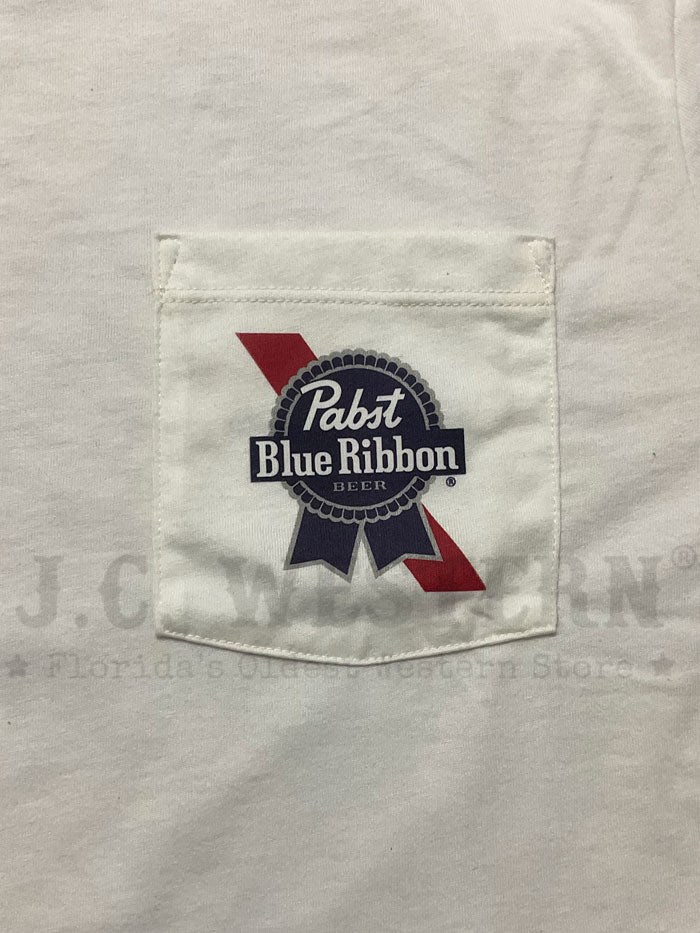 Pabst
Blue Ribbon
BEER ®
J.C. WESTERN®
★ Florida's Oldest Western Store ★